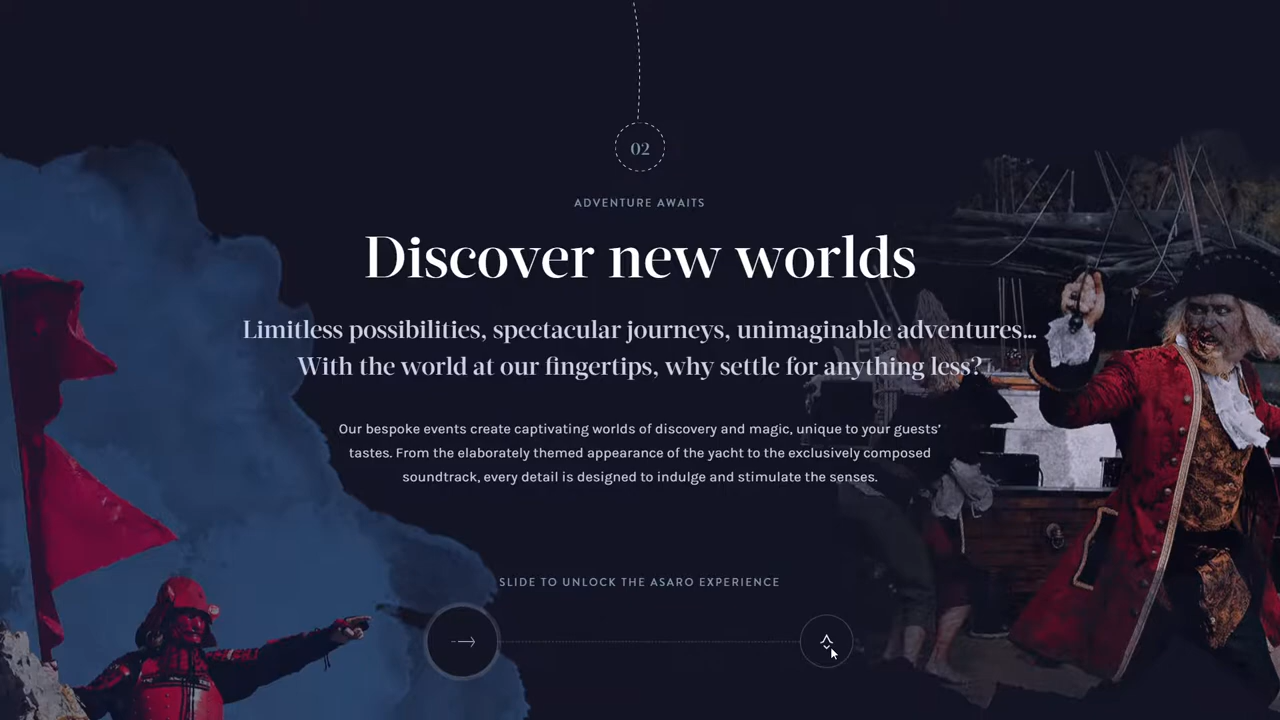 02
ADVENTURE AWAITS
Discover new worlds
Limitless possibilities, spectacular journeys, unimaginable adventures...
With the world at our fingertips, why settle for anything less?
Our bespoke events create captivating worlds of discovery and magic, unique to your guests’
tastes. From the elaborately themed appearance of the yacht to the exclusively composed
soundtrack, every detail is designed to indulge and stimulate the senses.
SLIDE TO UNLOCK THE ASARO EXPERIENCE